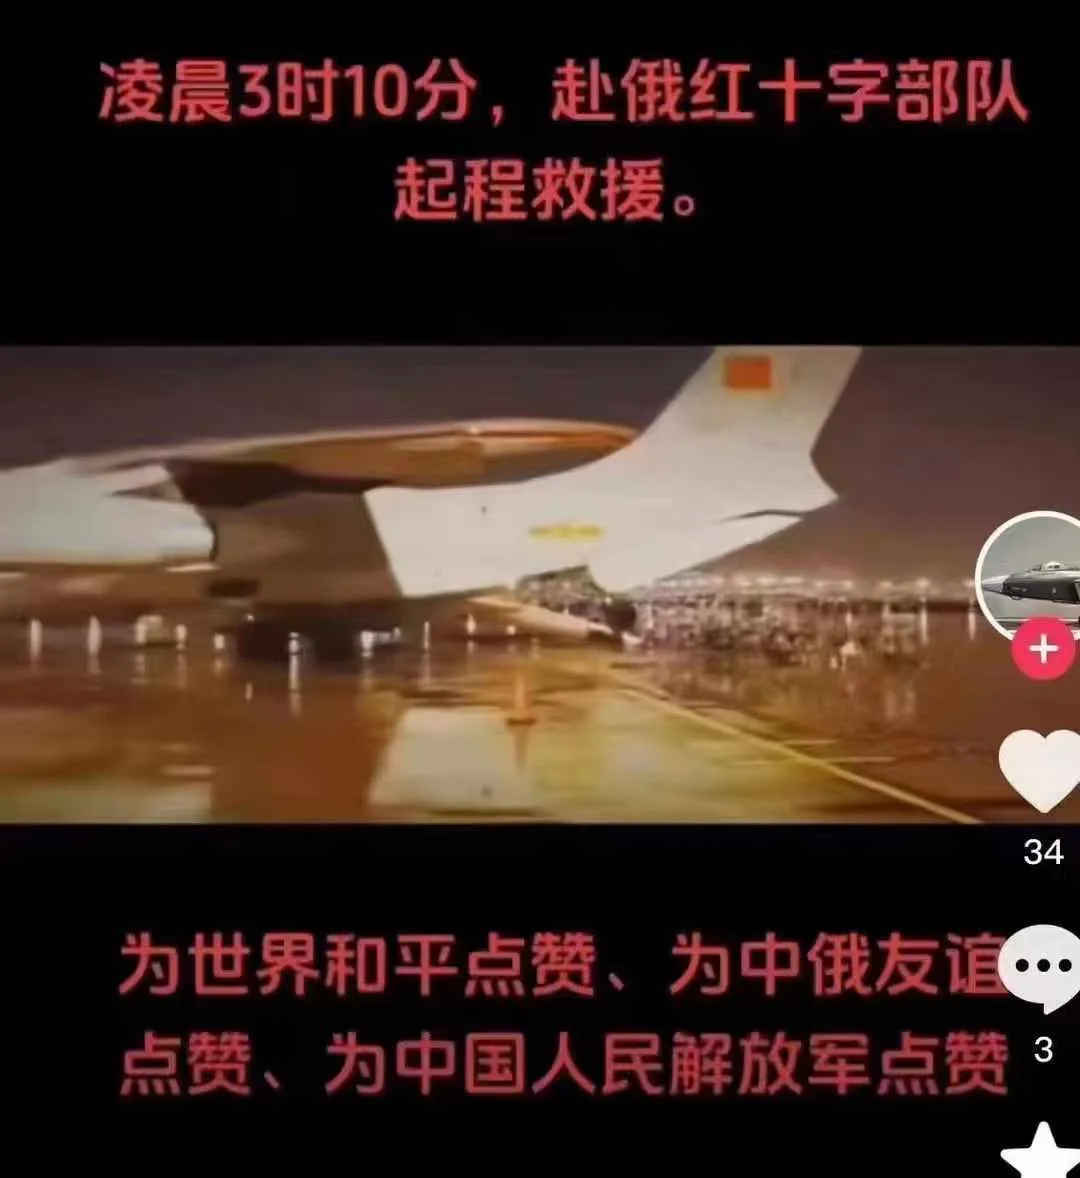 凌晨3时10分，赴俄红十字部队
起程救援。
34
为世界和平点赞、为中俄友谊
点赞、为中国人民解放军点赞
3